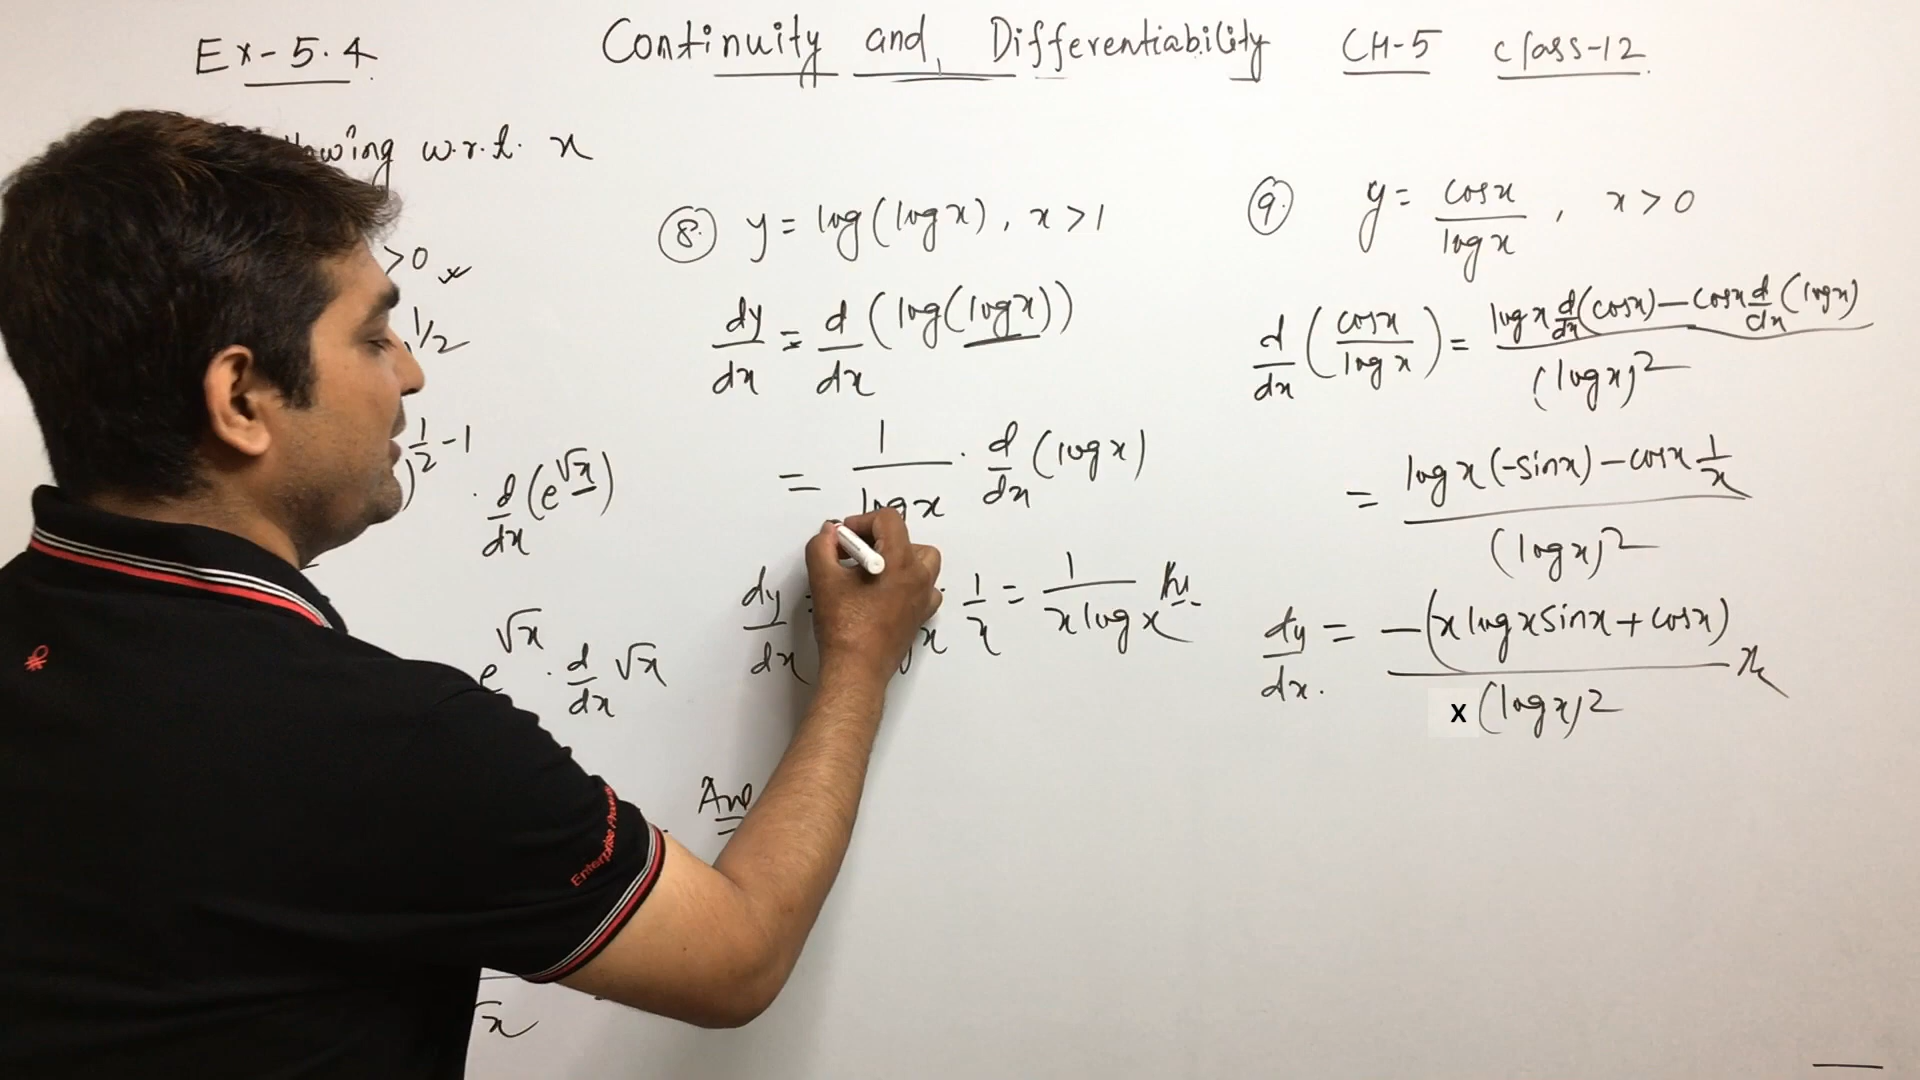 Ex-5.4 Continuity and Differentiability CH-5 class-12
w.r.t. x
>0
1/2
1/2 - 1
. d/dx (e^√x)
√x
e . d/dx √x
Ans
√x
8. y = log(log x), x > 1
dy/dx = d/dx (log(log x))
= 1/log x . d/dx (log x)
dy/dx 1/x = 1/(x log x)
9. y = cos x/log x , x > 0
d/dx (cos x/log x) = (log x d/dx (cos x) – cos x d/dx (log x))/(log x)²
= (log x (-sin x) – cos x 1/x)/(log x)²
dy/dx. = -(x log x sin x + cos x)/x (log x)²
Enterprise